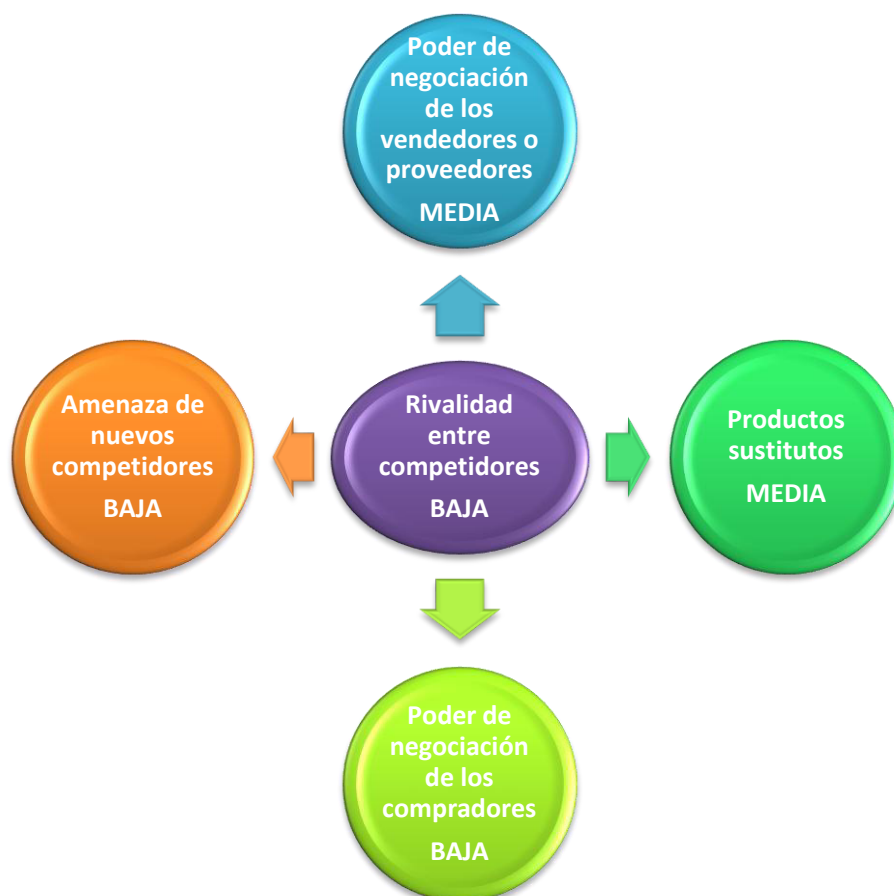 Poder de
negociación
de los
vendedores o
proveedores
MEDIA
Amenaza de
nuevos
competidores
BAJA
Rivalidad
entre
competidores
BAJA
Productos
sustitutos
MEDIA
Poder de
negociación
de los
compradores
BAJA